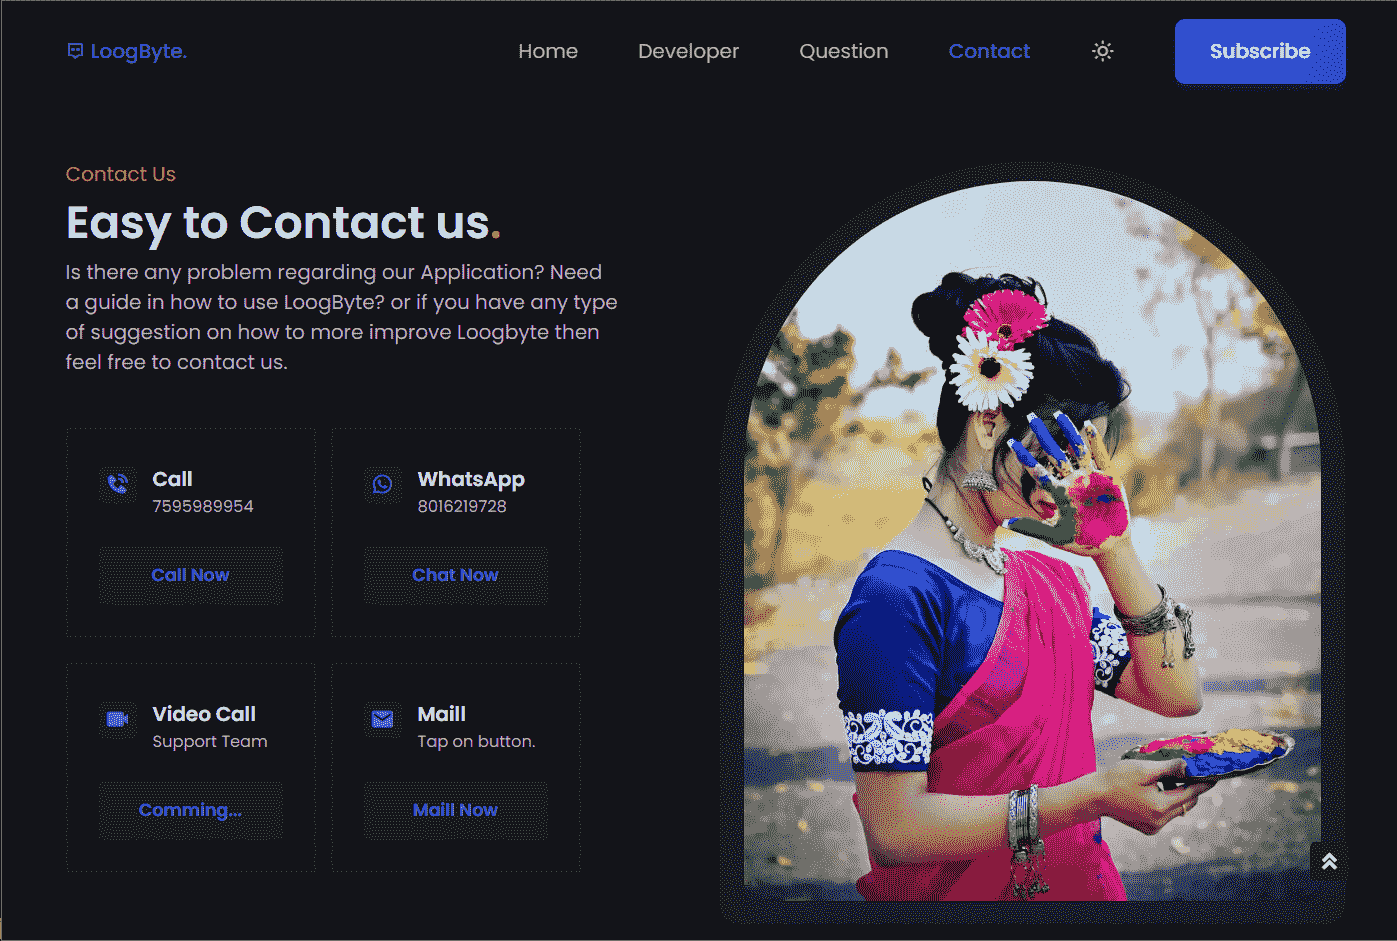 LoogByte.
Home
Developer
Question
Contact
Subscribe
Contact Us
Easy to Contact us.
Is there any problem regarding our Application? Need
a guide in how to use LoogByte? or if you have any type
of suggestion on how to more improve Loogbyte then
feel free to contact us.
Call
7595989954
Call Now
WhatsApp
8016219728
Chat Now
Video Call
Support Team
Comming...
Maill
Tap on button.
Maill Now